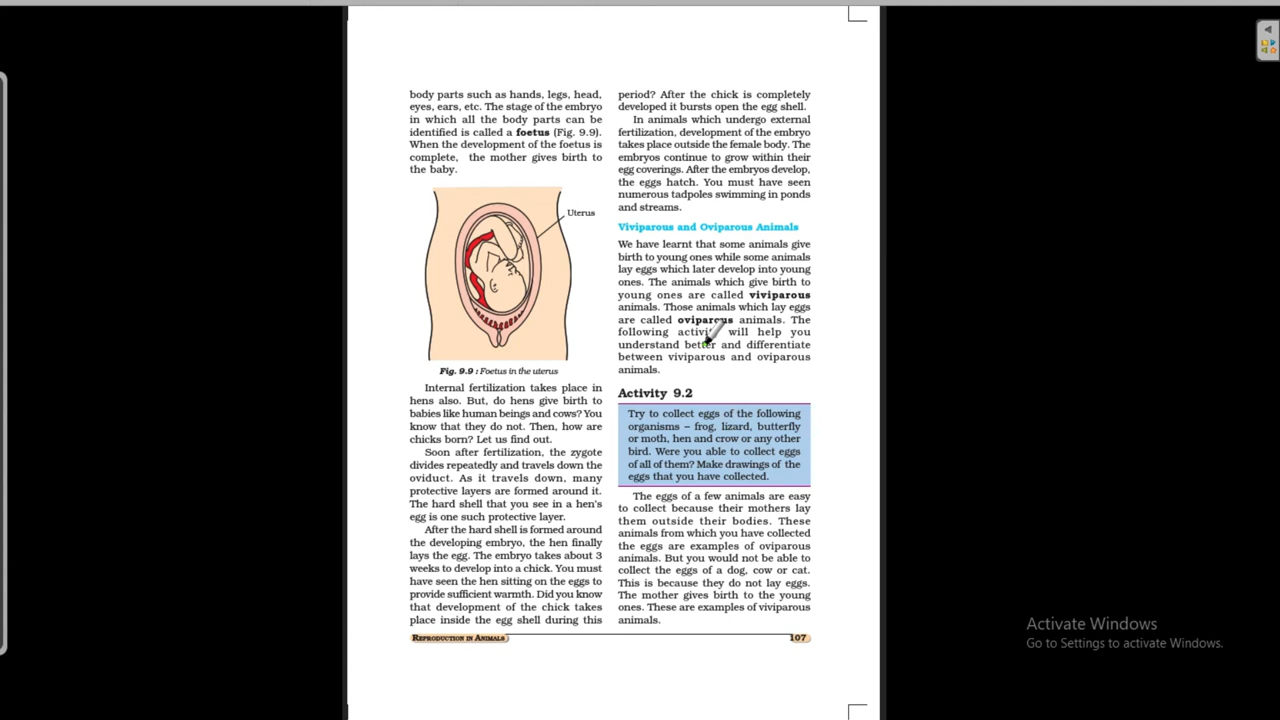 body parts such as hands, legs, head,
eyes, ears, etc. The stage of the embryo
in which all the body parts can be
identified is called a foetus (Fig. 9.9).
When the development of the foetus is
complete, the mother gives birth to
the baby.
Uterus
Fig. 9.9 : Foetus in the uterus
Internal fertilization takes place in
hens also. But, do hens give birth to
babies like human beings and cows? You
know that they do not. Then, how are
chicks born? Let us find out.
Soon after fertilization, the zygote
divides repeatedly and travels down the
oviduct. As it travels down, many
protective layers are formed around it.
The hard shell that you see in a hen's
egg is one such protective layer.
After the hard shell is formed around
the developing embryo, the hen finally
lays the egg. The embryo takes about 3
weeks to develop into a chick. You must
have seen the hen sitting on the eggs to
provide sufficient warmth. Did you know
that development of the chick takes
place inside the egg shell during this
period? After the chick is completely
developed it bursts open the egg shell.
In animals which undergo external
fertilization, development of the embryo
takes place outside the female body. The
embryos continue to grow within their
egg coverings. After the embryos develop,
the eggs hatch. You must have seen
numerous tadpoles swimming in ponds
and streams.
Viviparous and Oviparous Animals
We have learnt that some animals give
birth to young ones while some animals
lay eggs which later develop into young
ones. The animals which give birth to
young ones are called viviparous
animals. Those animals which lay eggs
are called oviparous animals. The
following will help you
understand better and differentiate
between viviparous and oviparous
animals.
Activity 9.2
Try to collect eggs of the following
organisms – frog, lizard, butterfly
or moth, hen and crow or any other
bird. Were you able to collect eggs
of all of them? Make drawings of the
eggs that you have collected.
The eggs of a few animals are easy
to collect because their mothers lay
them outside their bodies. These
animals from which you have collected
the eggs are examples of oviparous
animals. But you would not be able to
collect the eggs of a dog, cow or cat.
This is because they do not lay eggs.
The mother gives birth to the young
ones. These are examples of viviparous
animals.
REPRODUCTION IN ANIMALS
107
Activate Windows
Go to Settings to activate Windows.